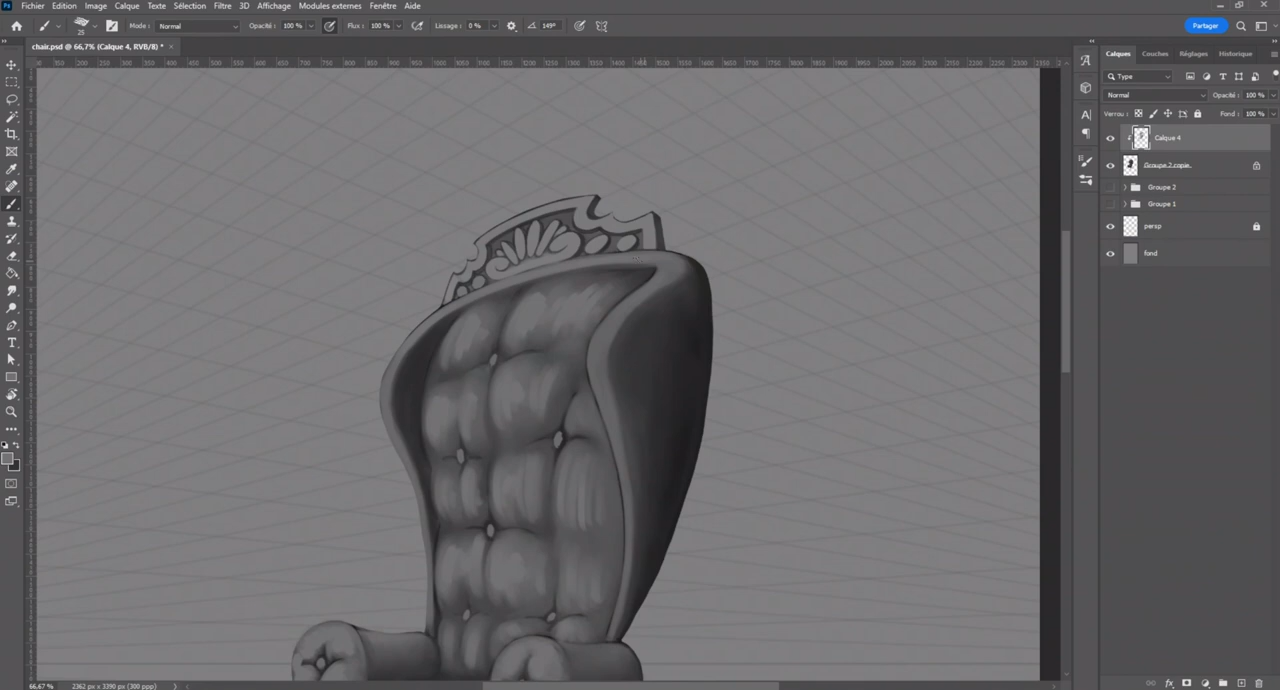 Ps Fichier Edition Image Calque Texte Sélection Filtre 3D Affichage Modules externes Fenêtre Aide
25 Mode : Normal Opacité : 100 % Flux : 100 % Lissage : 0 % 149° Partager
chair.psd @ 66,7% (Calque 4, RVB/8) * ×
Calques Couches Réglages Historique
Type
Normal Opacité : 100 %
Verrou : Fond : 100 %
Calque 4
Groupe 2 copie
Groupe 2
Groupe 1
persp
fond
66,67 % 2362 px x 3390 px (300 ppp)